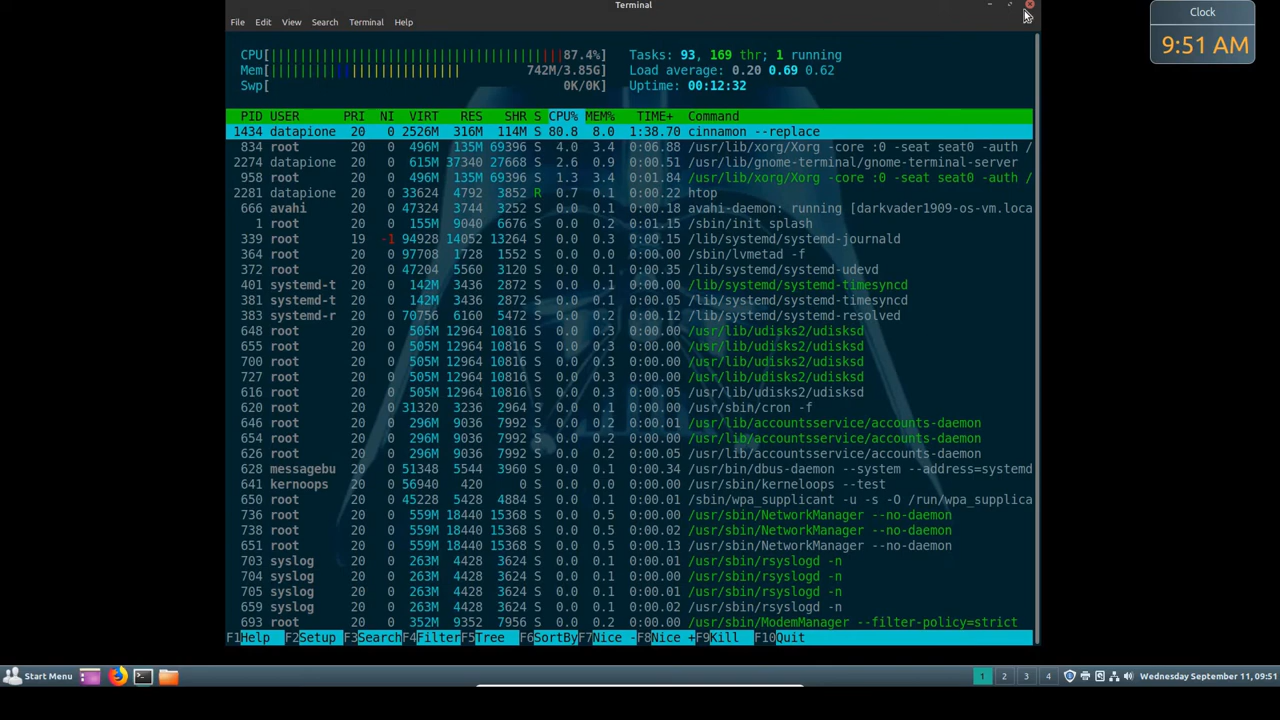 Terminal
Clock
9:51 AM
File Edit View Search Terminal Help
CPU[||||||||||||||||||||||||||||||||||||87.4%] Tasks: 93, 169 thr; 1 running
Mem[||||||||||||||||||||||||||| 742M/3.85G] Load average: 0.20 0.69 0.62
Swp[ 0K/0K] Uptime: 00:12:32
PID USER PRI NI VIRT RES SHR S CPU% MEM% TIME+ Command
1434 datapione 20 0 2526M 316M 114M S 80.8 8.0 1:38.70 cinnamon --replace
834 root 20 0 496M 135M 69396 S 4.0 3.4 0:06.88 /usr/lib/xorg/Xorg -core :0 -seat seat0 -auth /
2274 datapione 20 0 615M 37340 27668 S 2.6 0.9 0:00.51 /usr/lib/gnome-terminal/gnome-terminal-server
958 root 20 0 496M 135M 69396 S 1.3 3.4 0:01.84 /usr/lib/xorg/Xorg -core :0 -seat seat0 -auth /
2281 datapione 20 0 33624 4792 3852 R 0.7 0.1 0:00.22 htop
666 avahi 20 0 47324 3744 3252 S 0.0 0.1 0:00.18 avahi-daemon: running [darkvader1909-os-vm.loca
1 root 20 0 155M 9040 6676 S 0.0 0.2 0:01.15 /sbin/init splash
339 root 19 -1 94928 14052 13264 S 0.0 0.3 0:00.15 /lib/systemd/systemd-journald
364 root 20 0 97708 1728 1552 S 0.0 0.0 0:00.00 /sbin/lvmetad -f
372 root 20 0 47204 5560 3120 S 0.0 0.1 0:00.35 /lib/systemd/systemd-udevd
401 systemd-t 20 0 142M 3436 2872 S 0.0 0.1 0:00.00 /lib/systemd/systemd-timesyncd
381 systemd-t 20 0 142M 3436 2872 S 0.0 0.1 0:00.05 /lib/systemd/systemd-timesyncd
383 systemd-r 20 0 70756 6160 5472 S 0.0 0.2 0:00.12 /lib/systemd/systemd-resolved
648 root 20 0 505M 12964 10816 S 0.0 0.3 0:00.00 /usr/lib/udisks2/udisksd
655 root 20 0 505M 12964 10816 S 0.0 0.3 0:00.00 /usr/lib/udisks2/udisksd
700 root 20 0 505M 12964 10816 S 0.0 0.3 0:00.00 /usr/lib/udisks2/udisksd
727 root 20 0 505M 12964 10816 S 0.0 0.3 0:00.00 /usr/lib/udisks2/udisksd
616 root 20 0 505M 12964 10816 S 0.0 0.3 0:00.05 /usr/lib/udisks2/udisksd
620 root 20 0 31320 3236 2964 S 0.0 0.1 0:00.00 /usr/sbin/cron -f
646 root 20 0 296M 9036 7992 S 0.0 0.2 0:00.01 /usr/lib/accountsservice/accounts-daemon
654 root 20 0 296M 9036 7992 S 0.0 0.2 0:00.00 /usr/lib/accountsservice/accounts-daemon
626 root 20 0 296M 9036 7992 S 0.0 0.2 0:00.05 /usr/lib/accountsservice/accounts-daemon
628 messagebu 20 0 51348 5544 3960 S 0.0 0.1 0:00.34 /usr/bin/dbus-daemon --system --address=systemd
641 kernoops 20 0 56940 420 0 S 0.0 0.0 0:00.00 /usr/sbin/kerneloops --test
650 root 20 0 45228 5428 4884 S 0.0 0.1 0:00.01 /sbin/wpa_supplicant -u -s -O /run/wpa_supplica
736 root 20 0 559M 18440 15368 S 0.0 0.5 0:00.00 /usr/sbin/NetworkManager --no-daemon
738 root 20 0 559M 18440 15368 S 0.0 0.5 0:00.02 /usr/sbin/NetworkManager --no-daemon
651 root 20 0 559M 18440 15368 S 0.0 0.5 0:00.13 /usr/sbin/NetworkManager --no-daemon
703 syslog 20 0 263M 4428 3624 S 0.0 0.1 0:00.01 /usr/sbin/rsyslogd -n
704 syslog 20 0 263M 4428 3624 S 0.0 0.1 0:00.00 /usr/sbin/rsyslogd -n
705 syslog 20 0 263M 4428 3624 S 0.0 0.1 0:00.01 /usr/sbin/rsyslogd -n
659 syslog 20 0 263M 4428 3624 S 0.0 0.1 0:00.02 /usr/sbin/rsyslogd -n
693 root 20 0 352M 9352 7956 S 0.0 0.2 0:00.00 /usr/sbin/ModemManager --filter-policy=strict
F1Help F2Setup F3Search F4Filter F5Tree F6SortBy F7Nice - F8Nice + F9Kill F10Quit
Start Menu 1 2 3 4 Wednesday September 11, 09:51